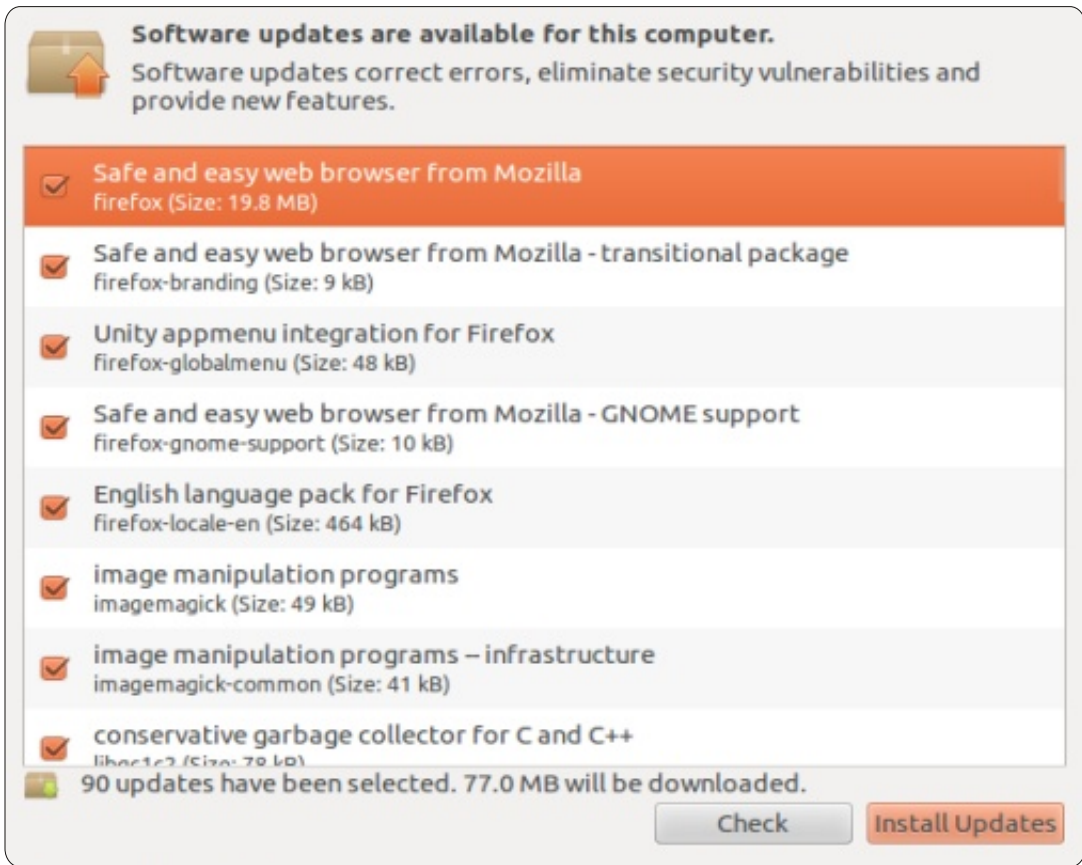 Software updates are available for this computer.
Software updates correct errors, eliminate security vulnerabilities and
provide new features.
Safe and easy web browser from Mozilla
firefox (Size: 19.8 MB)
Safe and easy web browser from Mozilla - transitional package
firefox-branding (Size: 9 kB)
Unity appmenu integration for Firefox
firefox-globalmenu (Size: 48 kB)
Safe and easy web browser from Mozilla - GNOME support
firefox-gnome-support (Size: 10 kB)
English language pack for Firefox
firefox-locale-en (Size: 464 kB)
image manipulation programs
imagemagick (Size: 49 kB)
image manipulation programs – infrastructure
imagemagick-common (Size: 41 kB)
conservative garbage collector for C and C++
libgc1c2 (Size: 78 kB)
90 updates have been selected. 77.0 MB will be downloaded.
Check
Install Updates